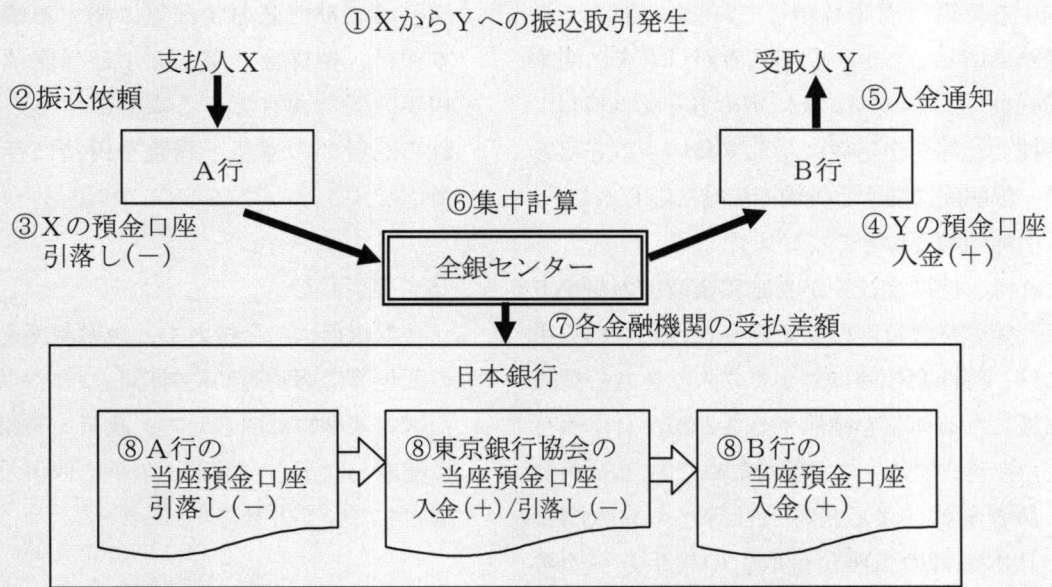 ①XからYへの振込取引発生
支払人X
受取人Y
②振込依頼
⑤入金通知
A行
B行
⑥集中計算
③Xの預金口座
引落し(−)
④Yの預金口座
入金(+)
全銀センター
⑦各金融機関の受払差額
日本銀行
⑧A行の
当座預金口座
引落し(−)
⑧東京銀行協会の
当座預金口座
入金(+)/引落し(−)
⑧B行の
当座預金口座
入金(+)